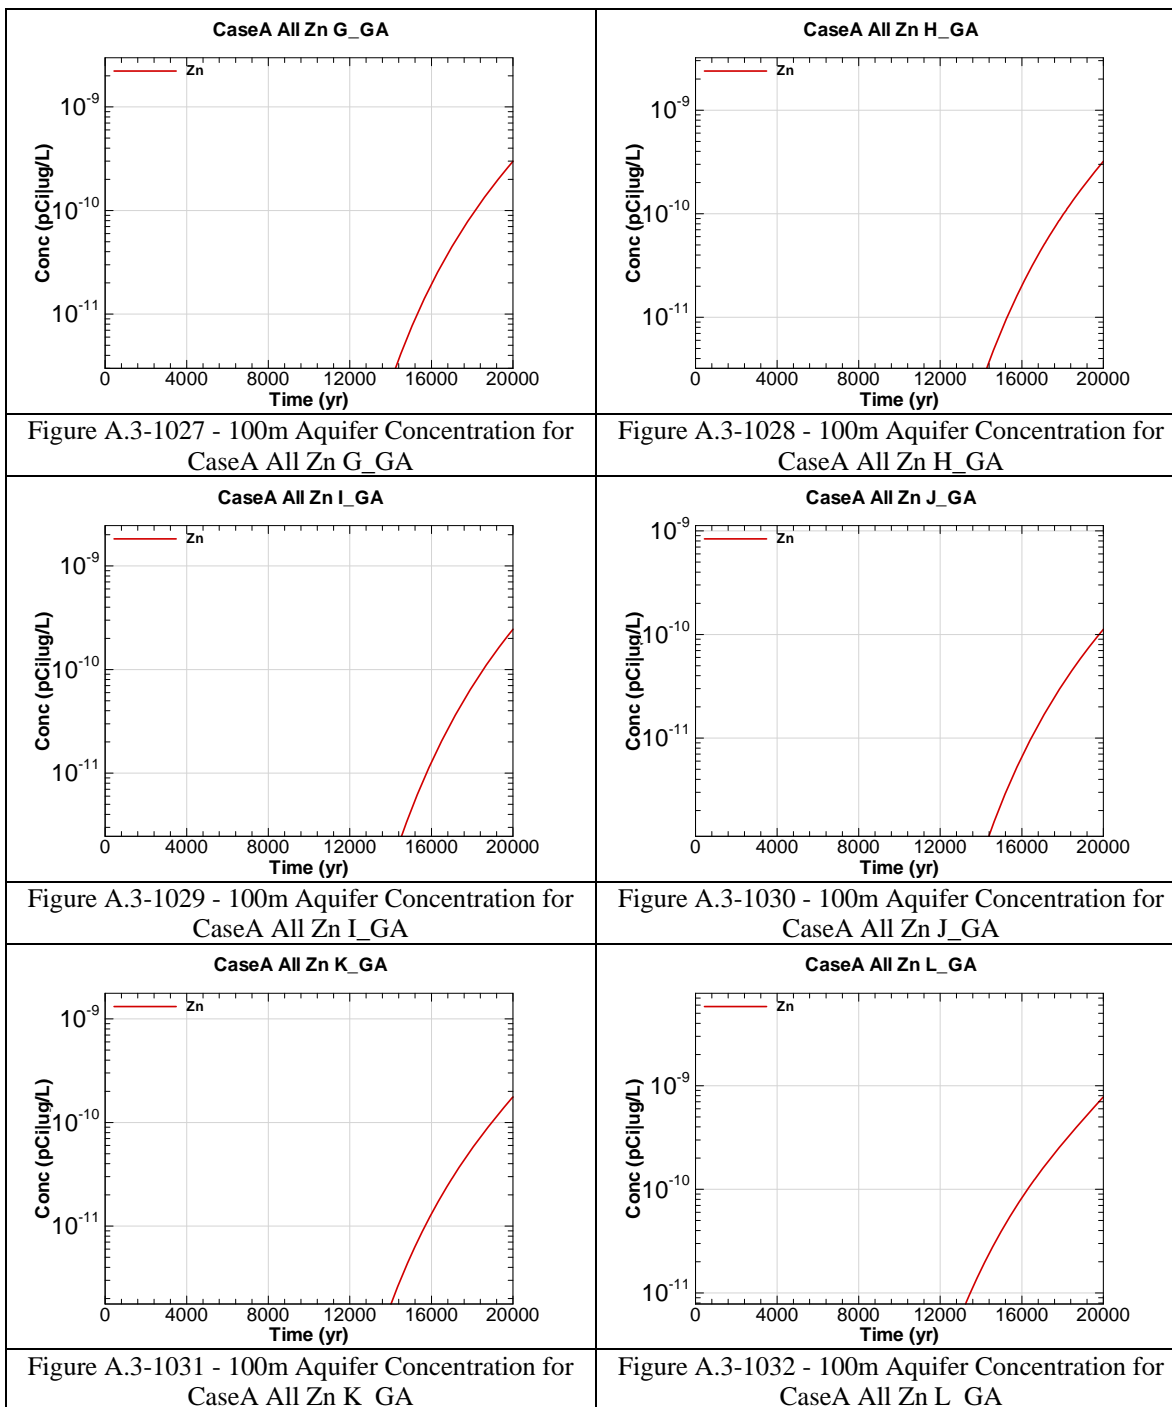 CaseA All Zn G_GA
Zn
10-9
10-10
10-11
Conc (pCi|ug/L)
0 4000 8000 12000 16000 20000
Time (yr)
Figure A.3-1027 - 100m Aquifer Concentration for
CaseA All Zn G_GA
CaseA All Zn H_GA
Zn
10-9
10-10
10-11
Conc (pCi|ug/L)
0 4000 8000 12000 16000 20000
Time (yr)
Figure A.3-1028 - 100m Aquifer Concentration for
CaseA All Zn H_GA
CaseA All Zn I_GA
Zn
10-9
10-10
10-11
Conc (pCi|ug/L)
0 4000 8000 12000 16000 20000
Time (yr)
Figure A.3-1029 - 100m Aquifer Concentration for
CaseA All Zn I_GA
CaseA All Zn J_GA
Zn
10-9
10-10
10-11
Conc (pCi|ug/L)
0 4000 8000 12000 16000 20000
Time (yr)
Figure A.3-1030 - 100m Aquifer Concentration for
CaseA All Zn J_GA
CaseA All Zn K_GA
Zn
10-9
10-10
10-11
Conc (pCi|ug/L)
0 4000 8000 12000 16000 20000
Time (yr)
Figure A.3-1031 - 100m Aquifer Concentration for
CaseA All Zn K_GA
CaseA All Zn L_GA
Zn
10-9
10-10
10-11
Conc (pCi|ug/L)
0 4000 8000 12000 16000 20000
Time (yr)
Figure A.3-1032 - 100m Aquifer Concentration for
CaseA All Zn L_GA